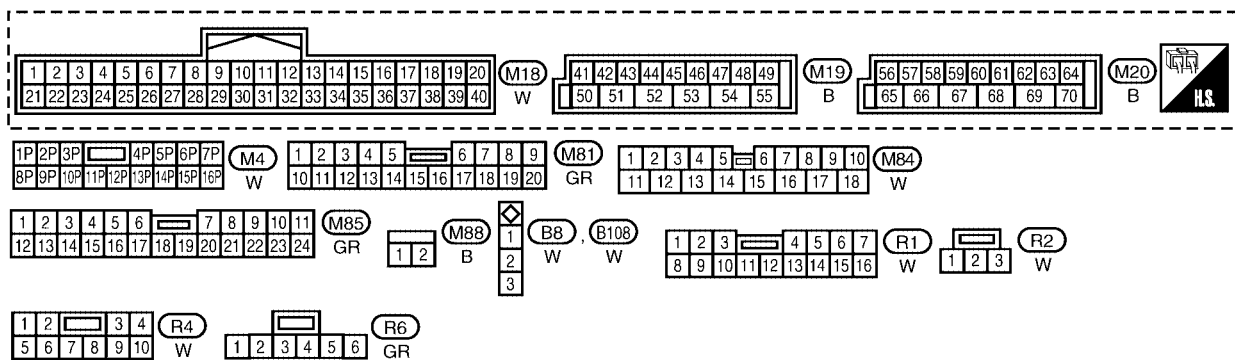 1 2 3 4 5 6 7 8 9 10 11 12 13 14 15 16 17 18 19 20
21 22 23 24 25 26 27 28 29 30 31 32 33 34 35 36 37 38 39 40
M18
W
41 42 43 44 45 46 47 48 49
50 51 52 53 54 55
M19
B
56 57 58 59 60 61 62 63 64
65 66 67 68 69 70
M20
B
H.S.
1P 2P 3P 4P 5P 6P 7P
8P 9P 10P 11P 12P 13P 14P 15P 16P
M4
W
1 2 3 4 5 6 7 8 9
10 11 12 13 14 15 16 17 18 19 20
M81
GR
1 2 3 4 5 6 7 8 9 10
11 12 13 14 15 16 17 18
M84
W
1 2 3 4 5 6 7 8 9 10 11
12 13 14 15 16 17 18 19 20 21 22 23 24
M85
GR
1 2
M88
B
1
2
3
B8 , B108
W W
1 2 3 4 5 6 7
8 9 10 11 12 13 14 15 16
R1
W
1 2 3
R2
W
1 2 3 4
5 6 7 8 9 10
R4
W
1 2 3 4 5 6
R6
GR